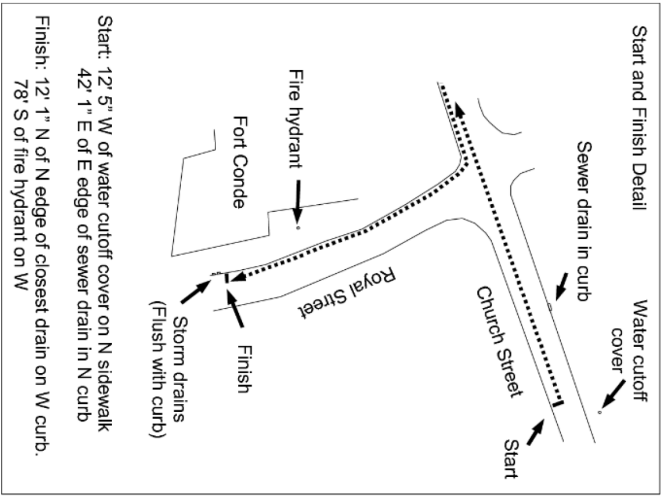 Start and Finish Detail
Sewer drain in curb
Water cutoff
cover
Fire hydrant
Fort Conde
Church Street
Start
Royal Street
Finish
Storm drains
(Flush with curb)
Start: 12' 5" W of water cutoff cover on N sidewalk
42' 1" E of E edge of sewer drain in N curb
Finish: 12' 1" N of N edge of closest drain on W curb.
78' S of fire hydrant on W